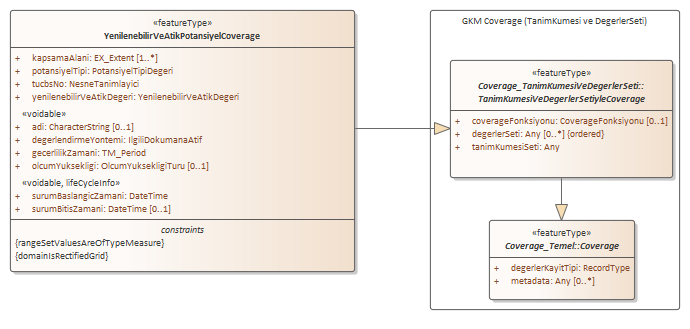 «featureType»
YenilenebilirVeAtikPotansiyelCoverage
+ kapsamaAlani: EX_Extent [1..*]
+ potansiyelTipi: PotansiyelTipiDegeri
+ tucbsNo: NesneTanimlayici
+ yenilenebilirVeAtikDegeri: YenilenebilirVeAtikDegeri
«voidable»
+ adi: CharacterString [0..1]
+ degerlendirmeYontemi: IlgiliDokumanaAtif
+ gecerlilikZamani: TM_Period
+ olcumYuksekligi: OlcumYuksekligiTuru [0..1]
«voidable, lifeCycleInfo»
+ surumBaslangicZamani: DateTime
+ surumBitisZamani: DateTime [0..1]
constraints
{rangeSetValuesAreOfTypeMeasure}
{domainIsRectifiedGrid}
GKM Coverage (TanimKumesi ve DegerlerSeti)
«featureType»
Coverage_TanimKumesiVeDegerlerSeti::
TanimKumesiVeDegerlerSetiyleCoverage
+ coverageFonksiyonu: CoverageFonksiyonu [0..1]
+ degerlerSeti: Any [0..*] {ordered}
+ tanimKumesiSeti: Any
«featureType»
Coverage_Temel::Coverage
+ degerlerKayitTipi: RecordType
+ metadata: Any [0..*]